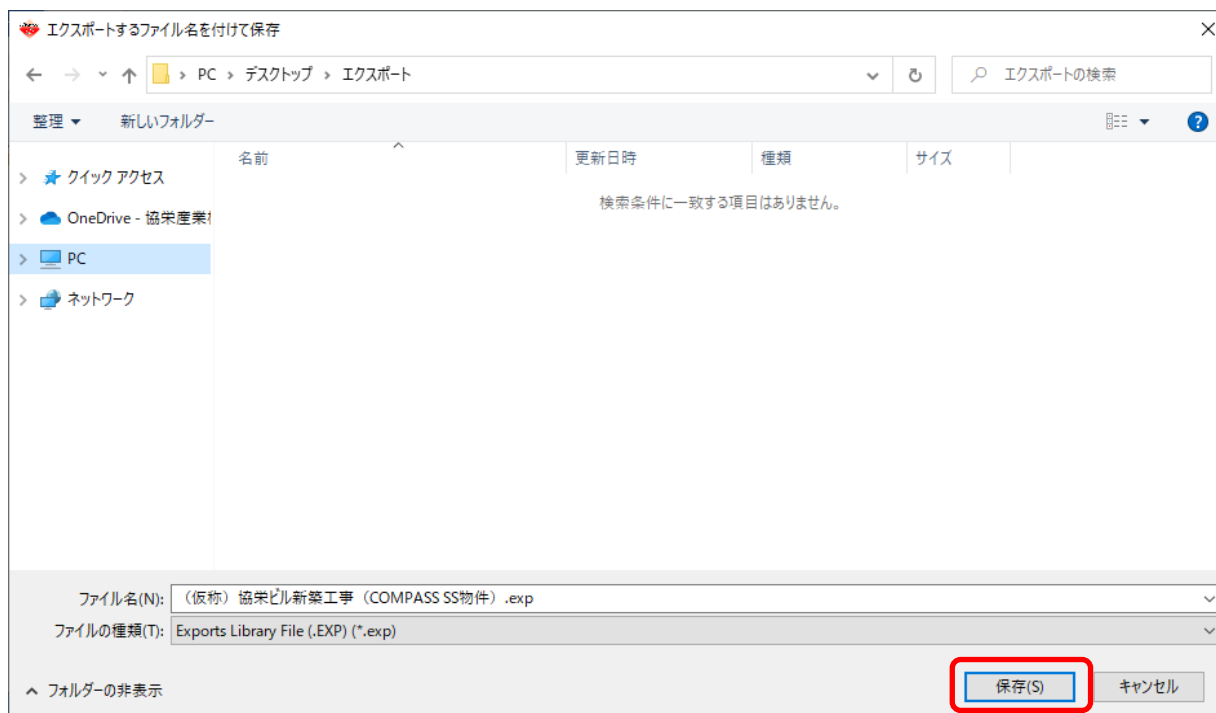 エクスポートするファイル名を付けて保存
PC › デスクトップ › エクスポート
エクスポートの検索
整理 新しいフォルダー
名前 更新日時 種類 サイズ
検索条件に一致する項目はありません。
クイック アクセス
OneDrive - 協栄産業
PC
ネットワーク
ファイル名(N): （仮称）協栄ビル新築工事（COMPASS SS物件）.exp
ファイルの種類(T): Exports Library File (.EXP) (*.exp)
フォルダーの非表示 保存(S) キャンセル